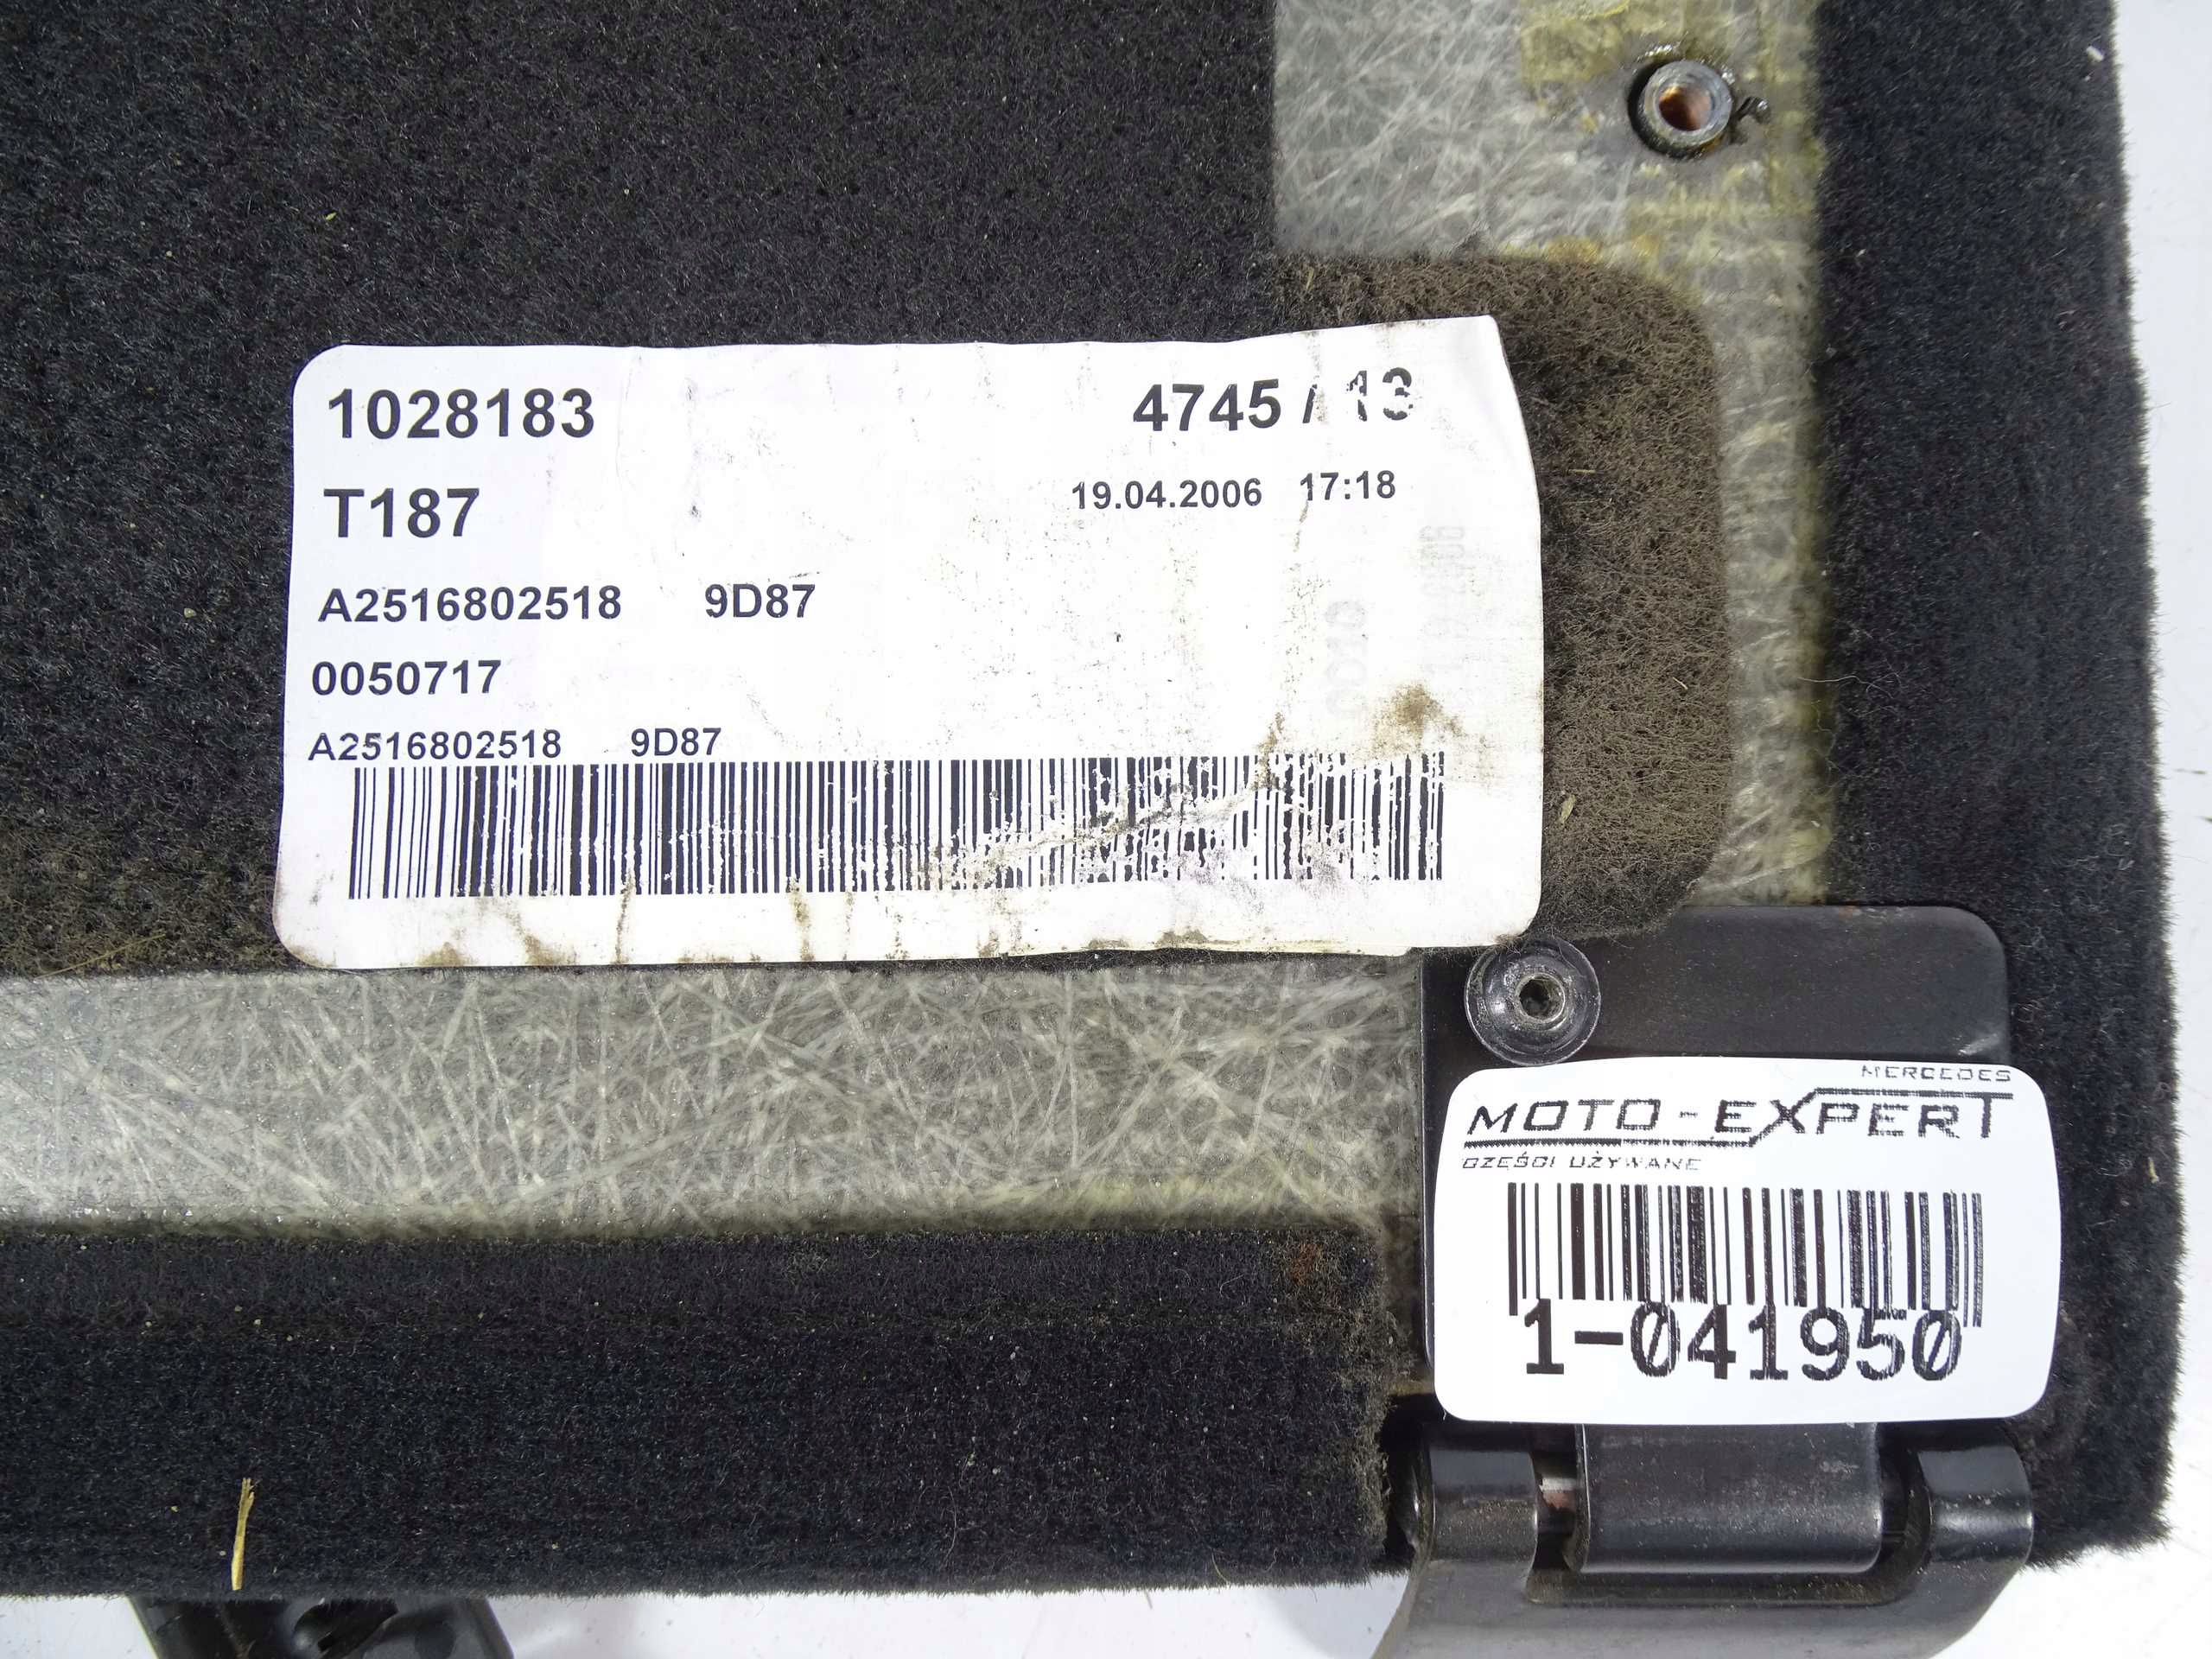 1028183 4745 / 13
T187 19.04.2006 17:18
A2516802518 9D87
0050717
A2516802518 9D87
MERCEDES
MOTO-EXPERT
CZĘŚCI UŻYWANE
1-041950